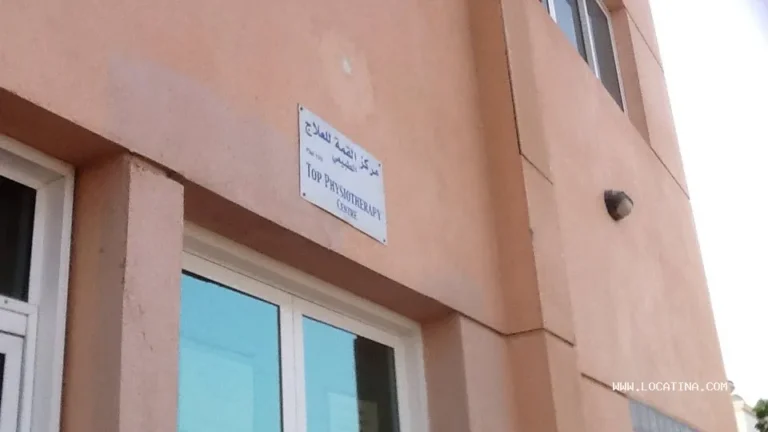 مركز القمة للعلاج
الطبيعي
TOP PHYSIOTHERAPY
CENTRE
WWW.LOCATINA.COM